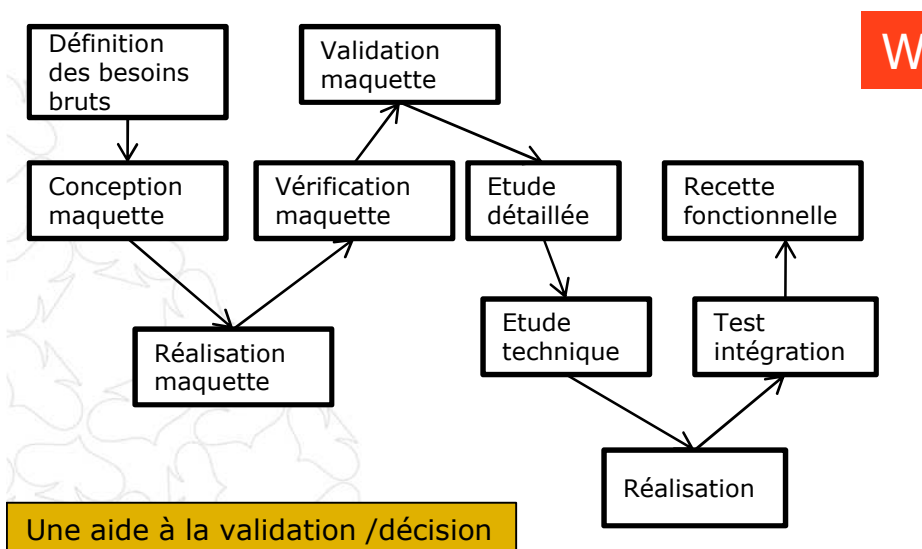 Définition
des besoins
bruts
Validation
maquette
W
Conception
maquette
Vérification
maquette
Etude
détaillée
Recette
fonctionnelle
Réalisation
maquette
Etude
technique
Test
intégration
Réalisation
Une aide à la validation /décision